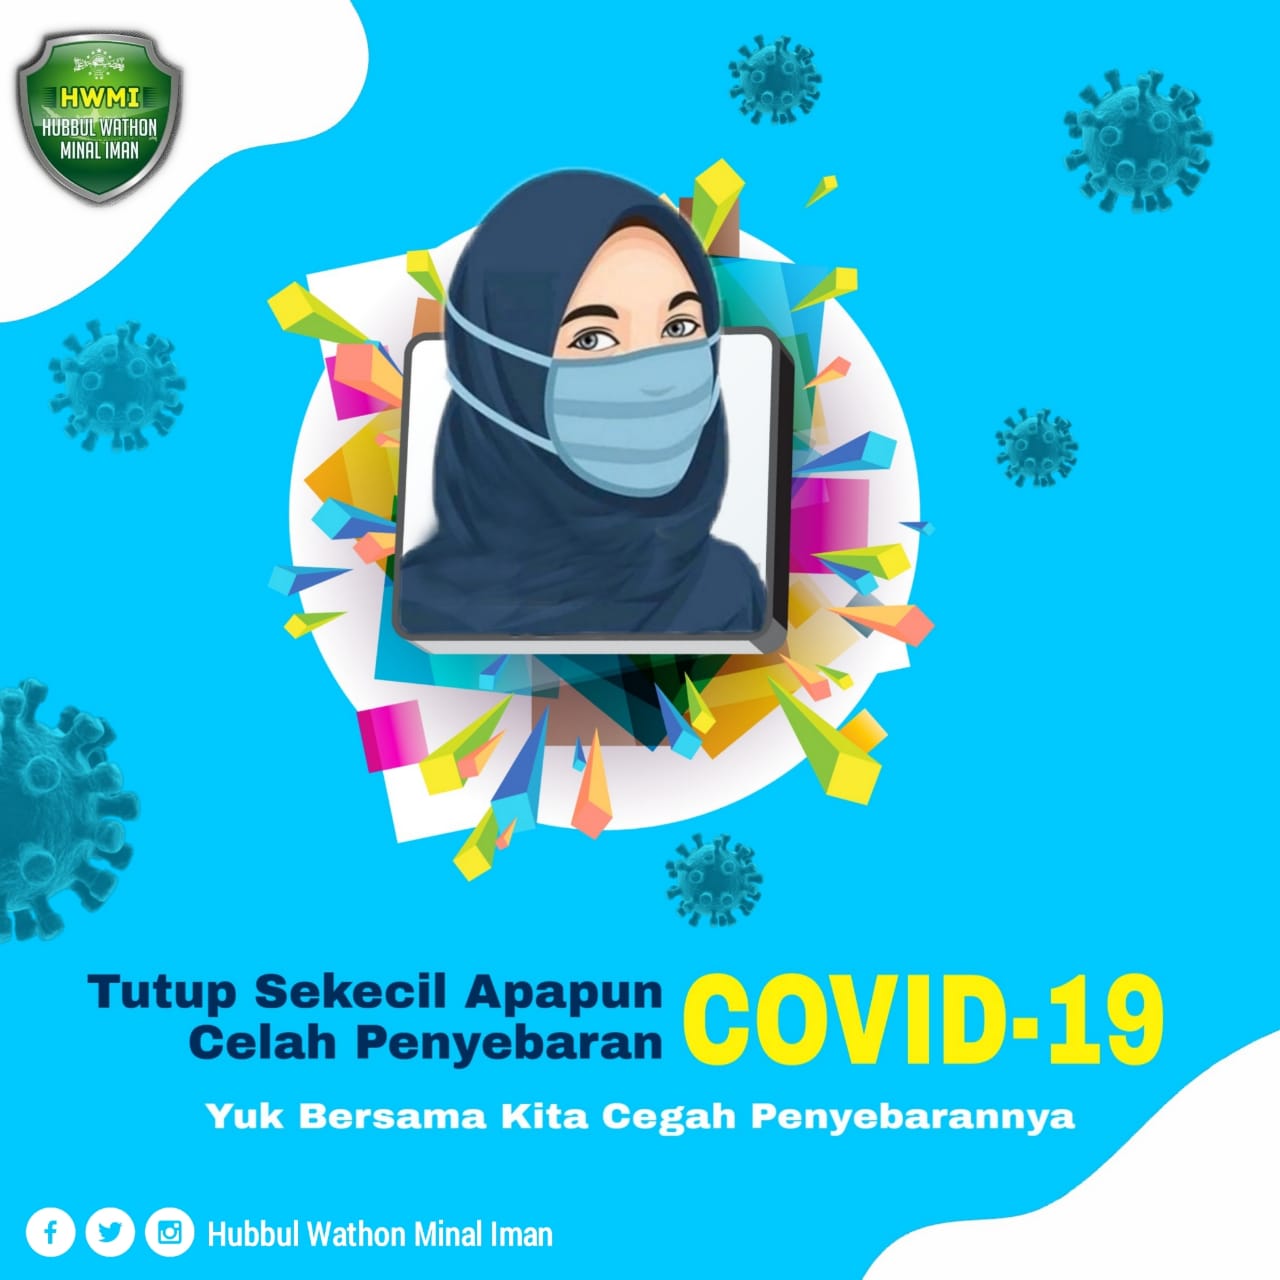 HWMI
HUBBUL WATHON
MINAL IMAN
Tutup Sekecil Apapun
Celah Penyebaran
COVID-19
Yuk Bersama Kita Cegah Penyebarannya
Hubbul Wathon Minal Iman